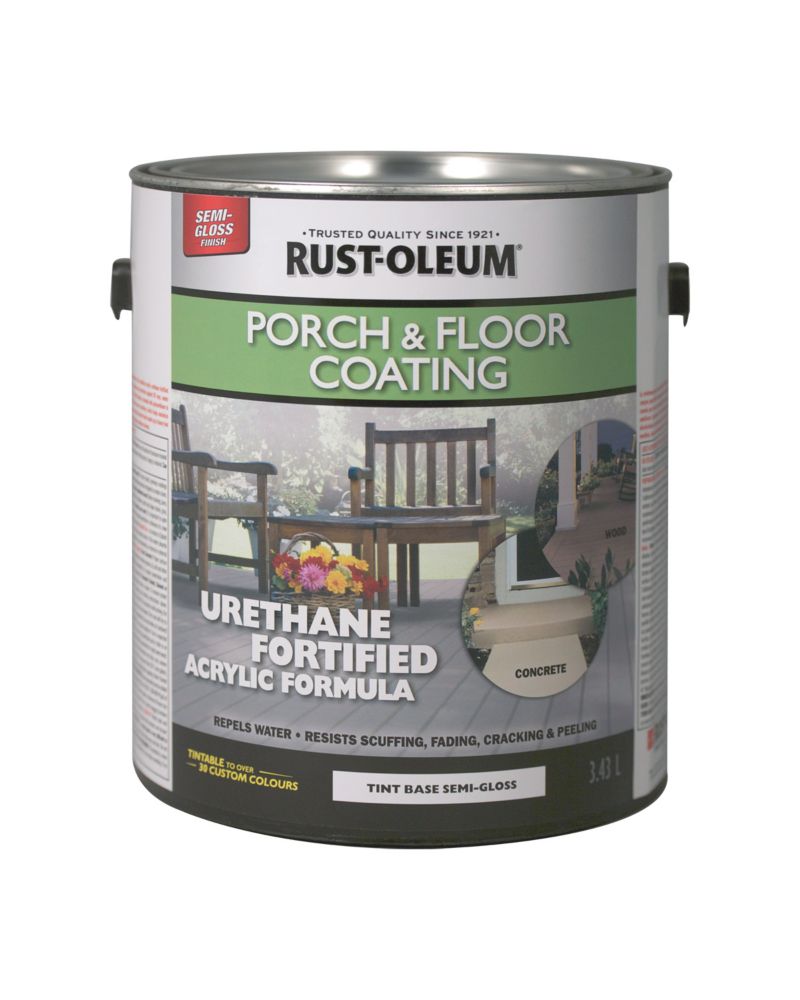 SEMI-
GLOSS
FINISH
• TRUSTED QUALITY SINCE 1921 •
RUST-OLEUM®
PORCH & FLOOR
COATING
WOOD
CONCRETE
URETHANE
FORTIFIED
ACRYLIC FORMULA
REPELS WATER • RESISTS SCUFFING, FADING, CRACKING & PEELING
TINTABLE TO OVER
30 CUSTOM COLOURS
TINT BASE SEMI-GLOSS
3.43 L